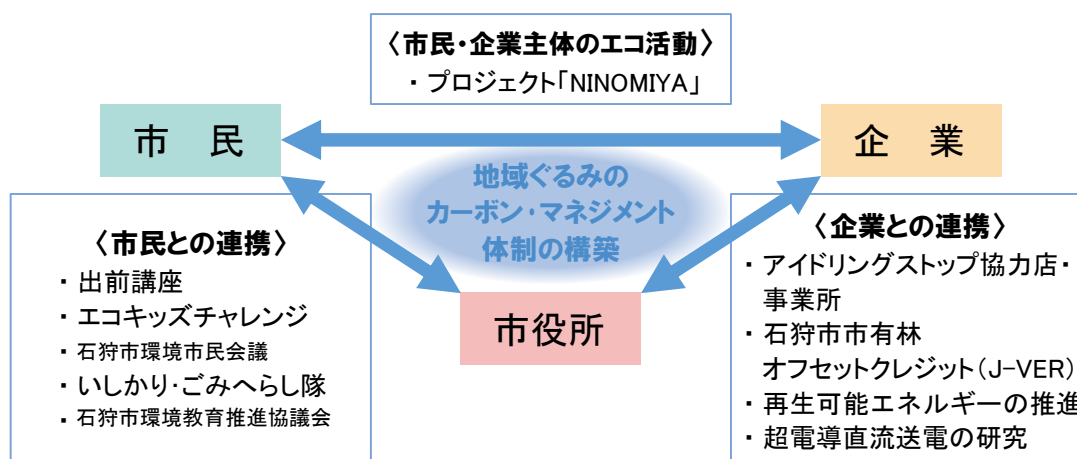 〈市民・企業主体のエコ活動〉
・プロジェクト「NINOMIYA」
市　民
企　業
地域ぐるみの
カーボン・マネジメント
体制の構築
市役所
〈市民との連携〉
・出前講座
・エコキッズチャレンジ
・石狩市環境市民会議
・いしかり・ごみへらし隊
・石狩市環境教育推進協議会
〈企業との連携〉
・アイドリングストップ協力店・
事業所
・石狩市市有林
オフセットクレジット（J-VER）
・再生可能エネルギーの推進
・超電導直流送電の研究